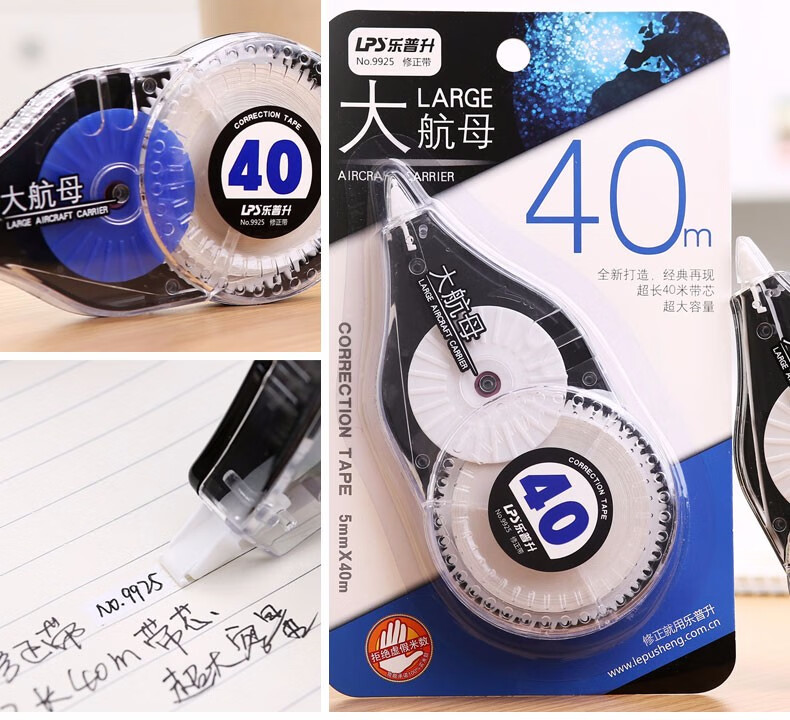 CORRECTION TAPE
40
LPS乐普升
No.9925 修正带
大航母
LARGE AIRCRAFT CARRIER
No.9925
带
长40m带芯、
超大容量
LPS乐普升
No.9925 修正带
大
LARGE
航母
AIRCRAFT CARRIER
40m
全新打造、经典再现
超长40米带芯
超大容量
大航母
LARGE AIRCRAFT CARRIER
CORRECTION TAPE 5mmX40m
CORRECTION TAPE
40
LPS乐普升
No.9925 修正带
拒绝虚假米数
修正就用乐普升
www.lepusheng.com.cn
大
LARGE